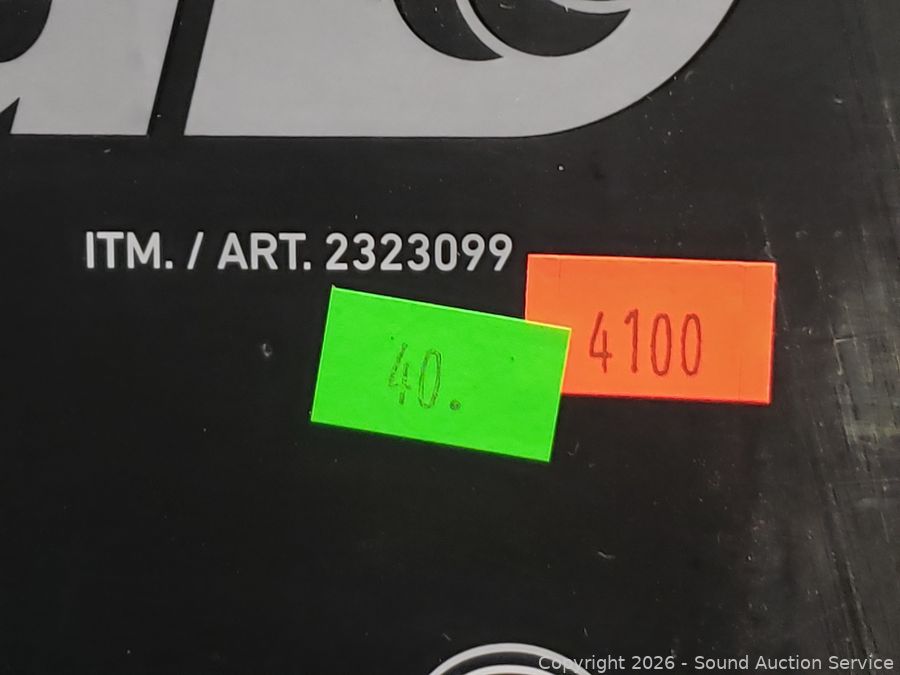 ITM. / ART. 2323099
4100
40.
Copyright 2026 - Sound Auction Service